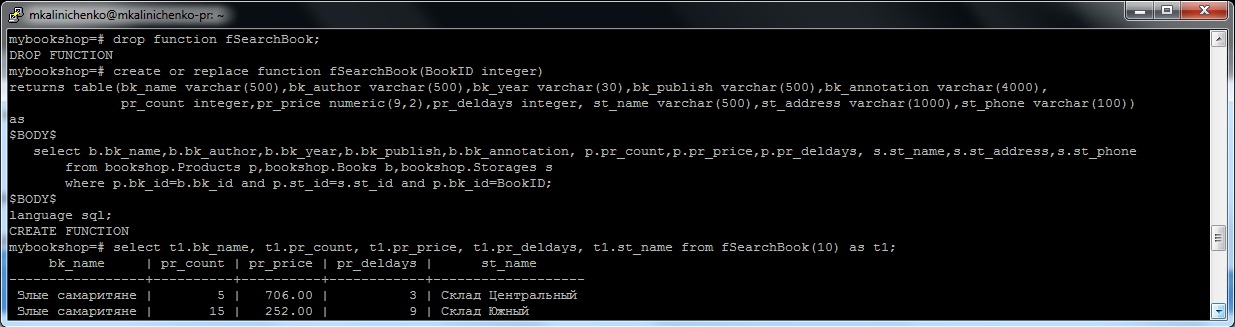 mkalinichenko@mkalinichenko-pr: ~
mybookshop=# drop function fSearchBook;
DROP FUNCTION
mybookshop=# create or replace function fSearchBook(BookID integer)
returns table(bk_name varchar(500),bk_author varchar(500),bk_year varchar(30),bk_publish varchar(500),bk_annotation varchar(4000),
pr_count integer,pr_price numeric(9,2),pr_deldays integer, st_name varchar(500),st_address varchar(1000),st_phone varchar(100))
as
$BODY$
select b.bk_name,b.bk_author,b.bk_year,b.bk_publish,b.bk_annotation, p.pr_count,p.pr_price,p.pr_deldays, s.st_name,s.st_address,s.st_phone
from bookshop.Products p,bookshop.Books b,bookshop.Storages s
where p.bk_id=b.bk_id and p.st_id=s.st_id and p.bk_id=BookID;
$BODY$
language sql;
CREATE FUNCTION
mybookshop=# select t1.bk_name, t1.pr_count, t1.pr_price, t1.pr_deldays, t1.st_name from fSearchBook(10) as t1;
bk_name | pr_count | pr_price | pr_deldays | st_name
-----------------+----------+----------+------------+-------------------
Злые самаритяне | 5 | 706.00 | 3 | Склад Центральный
Злые самаритяне | 15 | 252.00 | 9 | Склад Южный